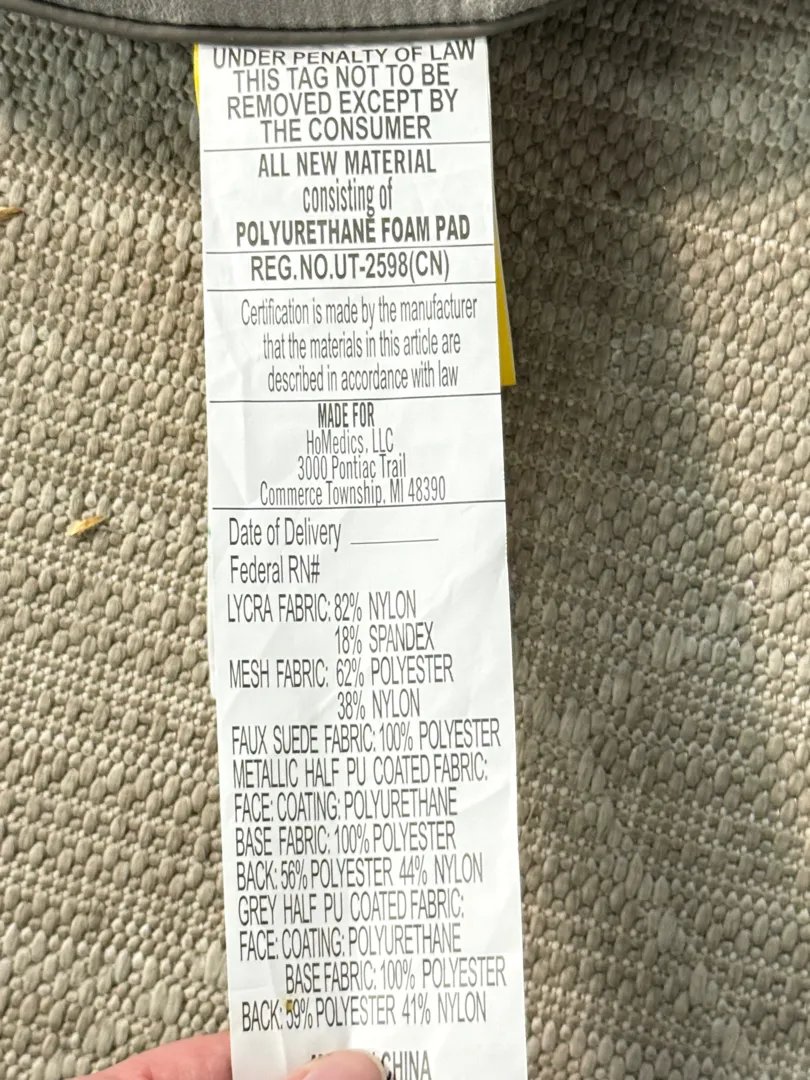 UNDER PENALTY OF LAW
THIS TAG NOT TO BE
REMOVED EXCEPT BY
THE CONSUMER
ALL NEW MATERIAL
consisting of
POLYURETHANE FOAM PAD
REG.NO.UT-2598(CN)
Certification is made by the manufacturer
that the materials in this article are
described in accordance with law
MADE FOR
HoMedics, LLC
3000 Pontiac Trail
Commerce Township, MI 48390
Date of Delivery
Federal RN#
LYCRA FABRIC: 82% NYLON
18% SPANDEX
MESH FABRIC: 62% POLYESTER
38% NYLON
FAUX SUEDE FABRIC: 100% POLYESTER
METALLIC HALF PU COATED FABRIC:
FACE: COATING: POLYURETHANE
BASE FABRIC: 100% POLYESTER
BACK: 56% POLYESTER 44% NYLON
GREY HALF PU COATED FABRIC:
FACE: COATING: POLYURETHANE
BASE FABRIC: 100% POLYESTER
BACK: 59% POLYESTER 41% NYLON
CHINA